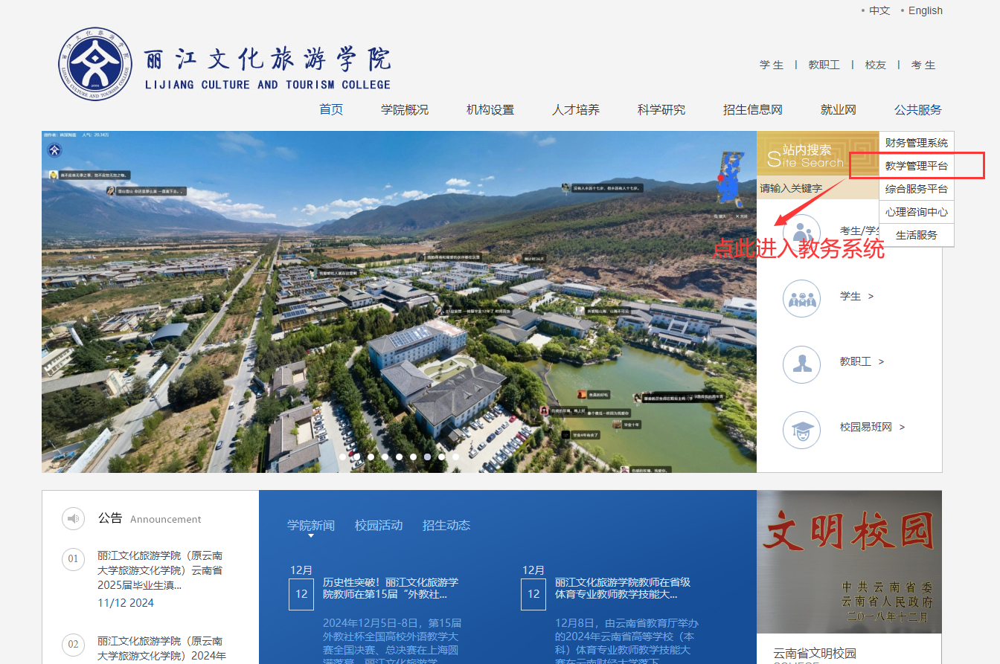 • 中文 • English
丽江文化旅游学院
LIJIANG CULTURE AND TOURISM COLLEGE
学 生 | 教职工 | 校友 | 考 生
首页 学院概况 机构设置 人才培养 科学研究 招生信息网 就业网 公共服务
财务管理系统
教学管理平台
综合服务平台
心理咨询中心
生活服务
站内搜索
Site Search
请输入关键字
点此进入教务系统
考生/学生
学生 >
教职工 >
校园易班网 >
没有人永远十七岁，但永远有人十七岁。
毕业十年
公告 Announcement
01
丽江文化旅游学院（原云南
大学旅游文化学院）云南省
2025届毕业生滇...
11/12 2024
02
丽江文化旅游学院（原云南
大学旅游文化学院）2024年
学院新闻 校园活动 招生动态
12月
12
历史性突破！丽江文化旅游学
院教师在第15届“外教社...
2024年12月5日-8日，第15届
外教社杯全国高校外语教学大
赛全国决赛、总决赛在上海圆
满落幕，丽江文化旅游学
12月
12
丽江文化旅游学院教师在省级
体育专业教师教学技能大...
12月8日，由云南省教育厅举办
的2024年云南省高等学校（本
科）体育专业教师教学技能大
赛在云南财经大学落下
文明校园
中共云南省委
云南省人民政府
二〇一八年十二月
云南省文明校园